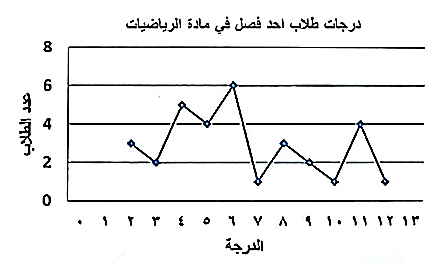 درجات طلاب احد فصل في مادة الرياضيات
عدد الطلاب
8
6
4
2
0
٠ ١ ٢ ٣ ٤ ٥ ٦ ٧ ٨ ٩ ١٠ ١١ ١٢ ١٣
الدرجة